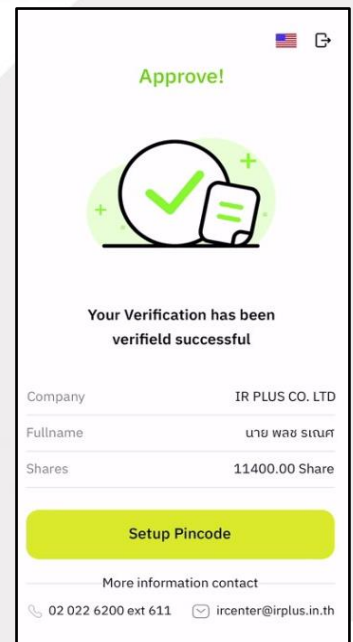 Approve!
Your Verification has been
verifield successful
Company IR PLUS CO. LTD
Fullname นาย พลช รเณศ
Shares 11400.00 Share
Setup Pincode
More information contact
02 022 6200 ext 611 ircenter@irplus.in.th